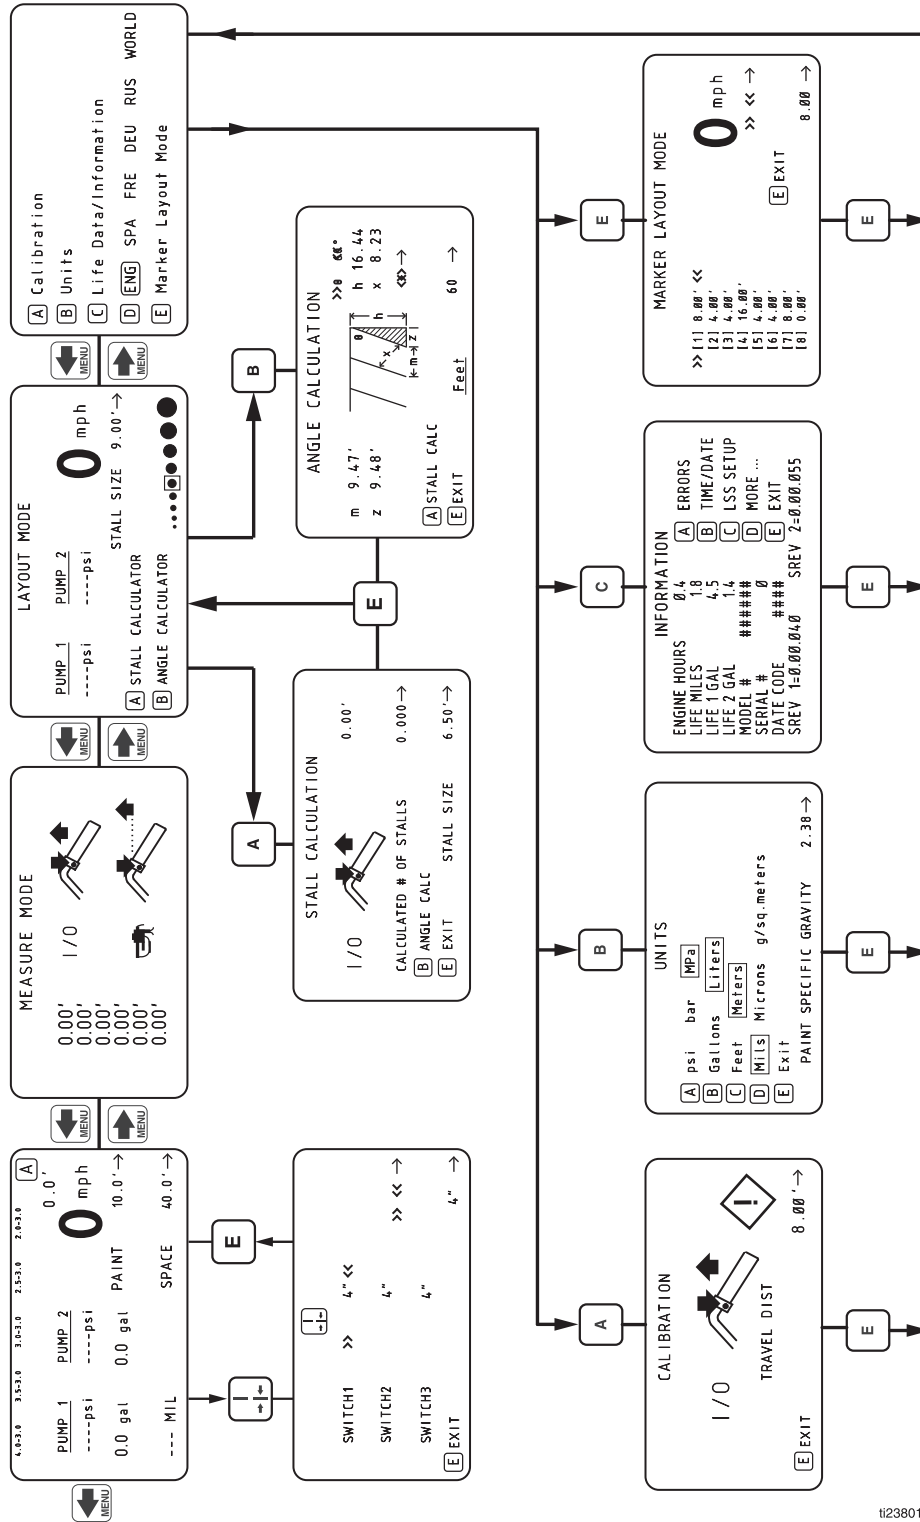 MENU
4.0-3.0 3.5-3.0 3.0-3.0 2.5-3.0 2.0-3.0 A
PUMP 1 PUMP 2 0.0'
----psi ----psi 0 mph
0.0 gal 0.0 gal PAINT 10.0'→
--- MIL SPACE 40.0'→
MENU
MENU
MEASURE MODE
0.00' I/O
0.00'
0.00'
0.00'
0.00'
0.00'
MENU
MENU
LAYOUT MODE
PUMP 1 PUMP 2 0 mph
----psi ----psi
STALL SIZE 9.00'→
A STALL CALCULATOR
B ANGLE CALCULATOR
MENU
MENU
A Calibration
B Units
C Life Data/Information
D ENG SPA FRE DEU RUS WORLD
E Marker Layout Mode
E
SWITCH1 >> 4" <<
SWITCH2 4" >> << →
SWITCH3 4"
E EXIT 4" →
A
STALL CALCULATION
I/O 0.00'
CALCULATED # OF STALLS 0.000→
B ANGLE CALC
E EXIT STALL SIZE 6.50'→
E
B
ANGLE CALCULATION
m 9.47' θ h x m z >>θ <<°
z 9.48' h 16.44
x 8.23
A STALL CALC
E EXIT Feet 60 →
A
CALIBRATION
I/O !
TRAVEL DIST 8.00'→
E EXIT
E
B
UNITS
A psi bar MPa
B Gallons Liters
C Feet Meters
D Mils Microns g/sq.meters
E Exit
PAINT SPECIFIC GRAVITY 2.38→
E
C
INFORMATION
ENGINE HOURS 0.4 A ERRORS
LIFE MILES 1.8 B TIME/DATE
LIFE 1 GAL 4.5 C LSS SETUP
LIFE 2 GAL 1.4 D MORE ...
MODEL # ###### E EXIT
SERIAL # 0
DATE CODE ####
SREV 1=0.00.040 SREV 2=0.00.055
E
E
MARKER LAYOUT MODE
>> [1] 8.00' << 0 mph
[2] 4.00'
[3] 4.00' >> << →
[4] 16.00'
[5] 4.00'
[6] 4.00' E EXIT
[7] 8.00'
[8] 0.00' 8.00 →
E
ti23801